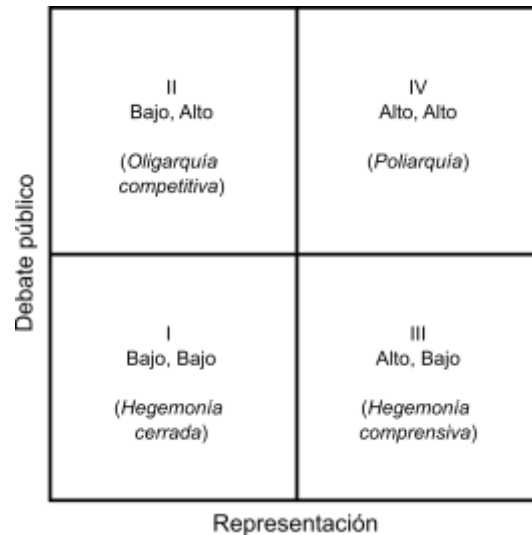 Debate público
II
Bajo, Alto
(Oligarquía
competitiva)
IV
Alto, Alto
(Poliarquía)
I
Bajo, Bajo
(Hegemonía
cerrada)
III
Alto, Bajo
(Hegemonía
comprensiva)
Representación